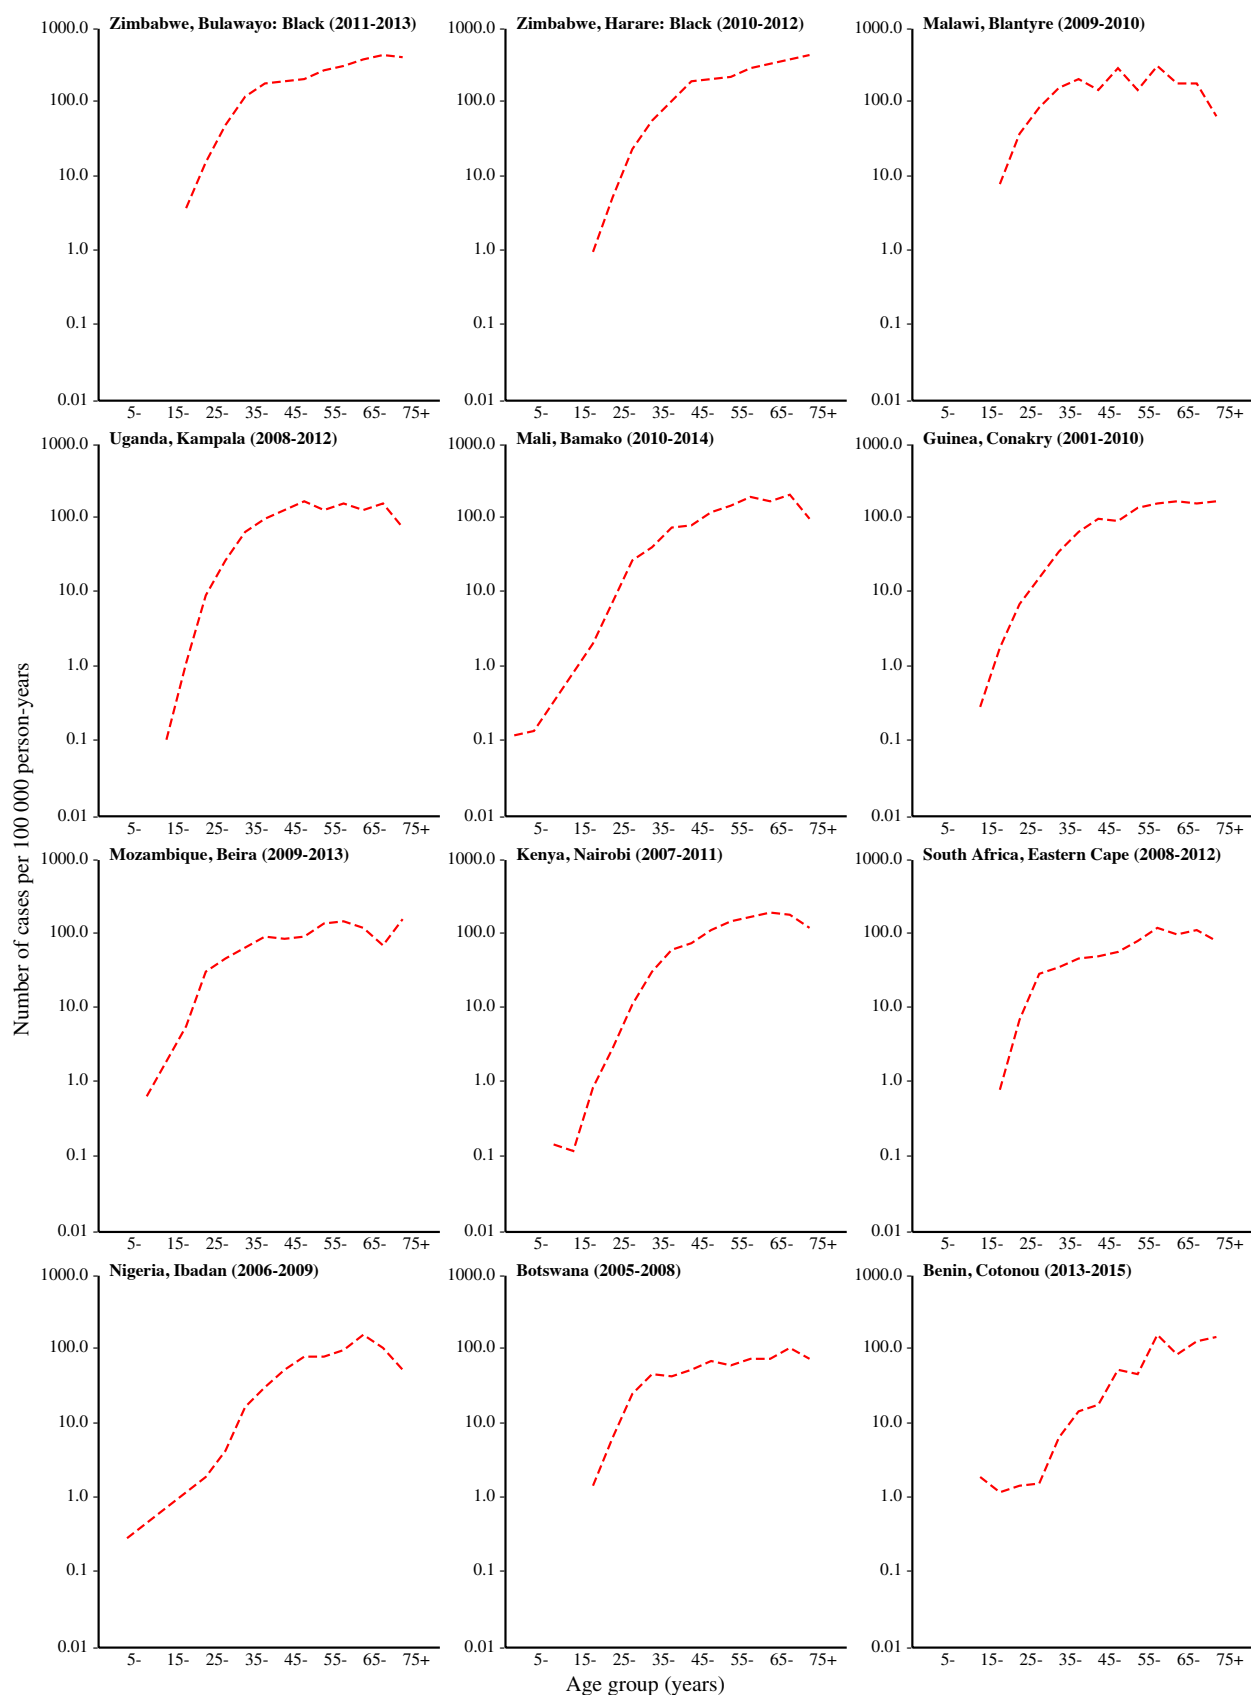 Zimbabwe, Bulawayo: Black (2011-2013)
1000.0
100.0
10.0
1.0
0.1
0.01
5- 15- 25- 35- 45- 55- 65- 75+
Zimbabwe, Harare: Black (2010-2012)
1000.0
100.0
10.0
1.0
0.1
0.01
5- 15- 25- 35- 45- 55- 65- 75+
Malawi, Blantyre (2009-2010)
1000.0
100.0
10.0
1.0
0.1
0.01
5- 15- 25- 35- 45- 55- 65- 75+
Uganda, Kampala (2008-2012)
1000.0
100.0
10.0
1.0
0.1
0.01
5- 15- 25- 35- 45- 55- 65- 75+
Mali, Bamako (2010-2014)
1000.0
100.0
10.0
1.0
0.1
0.01
5- 15- 25- 35- 45- 55- 65- 75+
Guinea, Conakry (2001-2010)
1000.0
100.0
10.0
1.0
0.1
0.01
5- 15- 25- 35- 45- 55- 65- 75+
Number of cases per 100 000 person-years
Mozambique, Beira (2009-2013)
1000.0
100.0
10.0
1.0
0.1
0.01
5- 15- 25- 35- 45- 55- 65- 75+
Kenya, Nairobi (2007-2011)
1000.0
100.0
10.0
1.0
0.1
0.01
5- 15- 25- 35- 45- 55- 65- 75+
South Africa, Eastern Cape (2008-2012)
1000.0
100.0
10.0
1.0
0.1
0.01
5- 15- 25- 35- 45- 55- 65- 75+
Nigeria, Ibadan (2006-2009)
1000.0
100.0
10.0
1.0
0.1
0.01
5- 15- 25- 35- 45- 55- 65- 75+
Botswana (2005-2008)
1000.0
100.0
10.0
1.0
0.1
0.01
5- 15- 25- 35- 45- 55- 65- 75+
Benin, Cotonou (2013-2015)
1000.0
100.0
10.0
1.0
0.1
0.01
5- 15- 25- 35- 45- 55- 65- 75+
Age group (years)